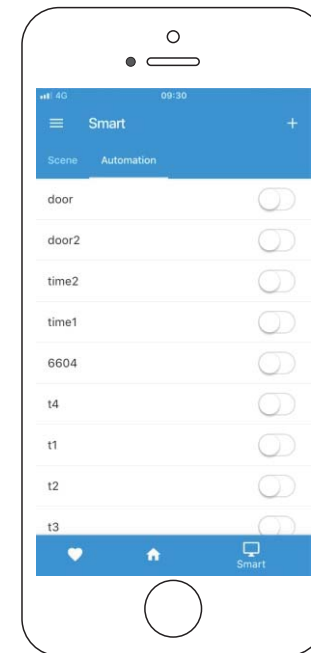 4G 09:30
Smart
Scene Automation
door
door2
time2
time1
6604
t4
t1
t2
t3
Smart